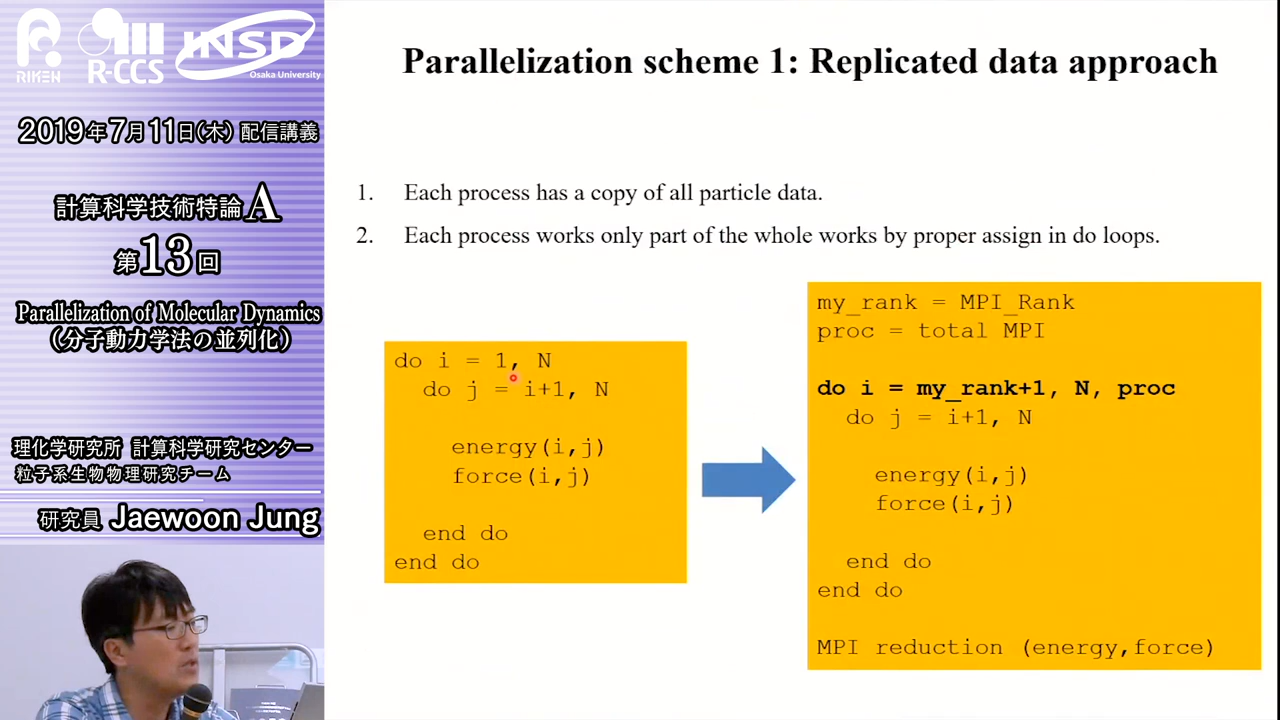 RIKEN
R-CCS
INSD
Osaka University
2019年7月11日(木) 配信講義
計算科学技術特論A
第13回
Parallelization of Molecular Dynamics
(分子動力学法の並列化)
理化学研究所 計算科学研究センター
粒子系生物物理研究チーム
研究員 Jaewoon Jung
Parallelization scheme 1: Replicated data approach
1. Each process has a copy of all particle data.
2. Each process works only part of the whole works by proper assign in do loops.
do i = 1, N
do j = i+1, N
energy(i,j)
force(i,j)
end do
end do
my_rank = MPI_Rank
proc = total MPI
do i = my_rank+1, N, proc
do j = i+1, N
energy(i,j)
force(i,j)
end do
end do
MPI reduction (energy,force)